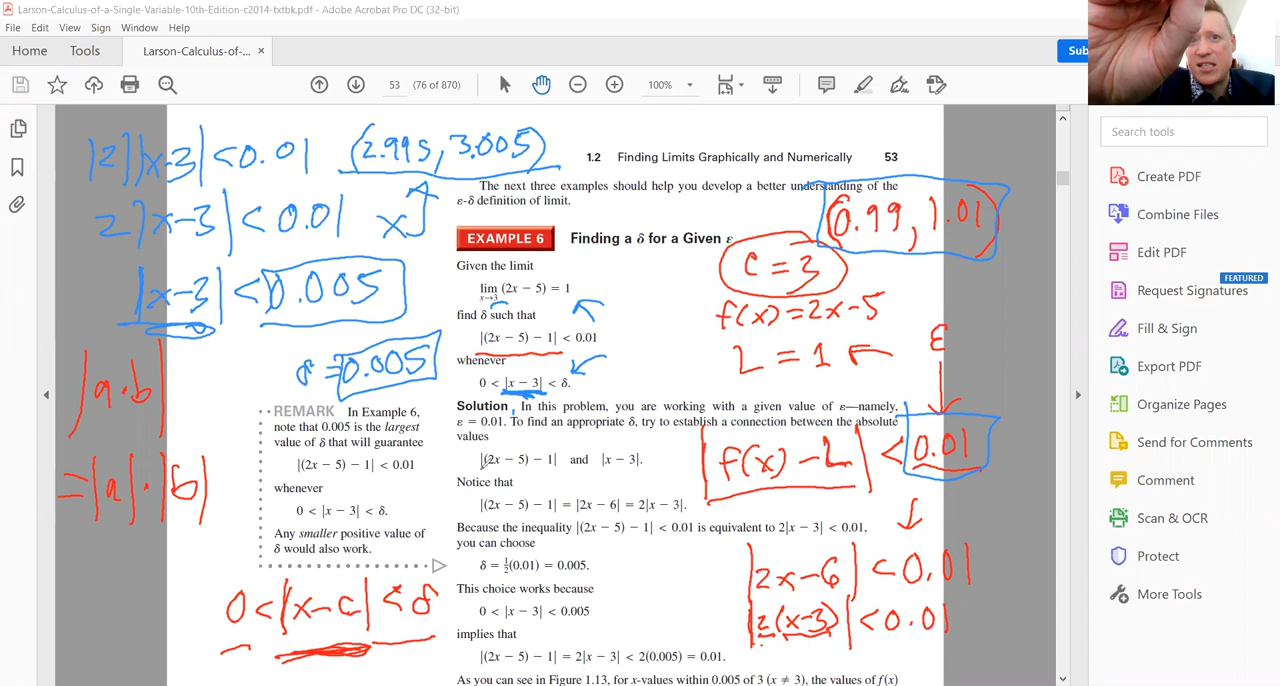 Larson-Calculus-of-a-Single-Variable-10th-Edition-c2014-txtbk.pdf - Adobe Acrobat Pro DC (32-bit)
File Edit View Sign Window Help
Home Tools Larson-Calculus-of-... × Sub
53 (76 of 870) 100%
Search tools
Create PDF
Combine Files
Edit PDF
FEATURED
Request Signatures
Fill & Sign
Export PDF
Organize Pages
Send for Comments
Comment
Scan & OCR
Protect
More Tools
|2||x-3| < 0.01 (2.995, 3.005)
2|x-3| < 0.01 x
|x-3| < 0.005
δ = 0.005
|a·b|
= |a|·|b|
REMARK In Example 6,
note that 0.005 is the largest
value of δ that will guarantee
|(2x − 5) − 1| < 0.01
whenever
0 < |x − 3| < δ.
Any smaller positive value of
δ would also work.
0 < |x-c| < δ
1.2 Finding Limits Graphically and Numerically 53
The next three examples should help you develop a better understanding of the
ε-δ definition of limit.
EXAMPLE 6 Finding a δ for a Given ε
Given the limit
lim (2x − 5) = 1
x→3
find δ such that
|(2x − 5) − 1| < 0.01
whenever
0 < |x − 3| < δ.
Solution In this problem, you are working with a given value of ε—namely,
ε = 0.01. To find an appropriate δ, try to establish a connection between the absolute
values
|(2x − 5) − 1| and |x − 3|.
Notice that
|(2x − 5) − 1| = |2x − 6| = 2|x − 3|.
Because the inequality |(2x − 5) − 1| < 0.01 is equivalent to 2|x − 3| < 0.01,
you can choose
δ = ½(0.01) = 0.005.
This choice works because
0 < |x − 3| < 0.005
implies that
|(2x − 5) − 1| = 2|x − 3| < 2(0.005) = 0.01.
As you can see in Figure 1.13, for x-values within 0.005 of 3 (x ≠ 3), the values of f(x)
(0.99, 1.01)
c = 3
f(x) = 2x-5
L = 1
ε
|f(x) - L| < 0.01
|2x-6| < 0.01
|2(x-3)| < 0.01